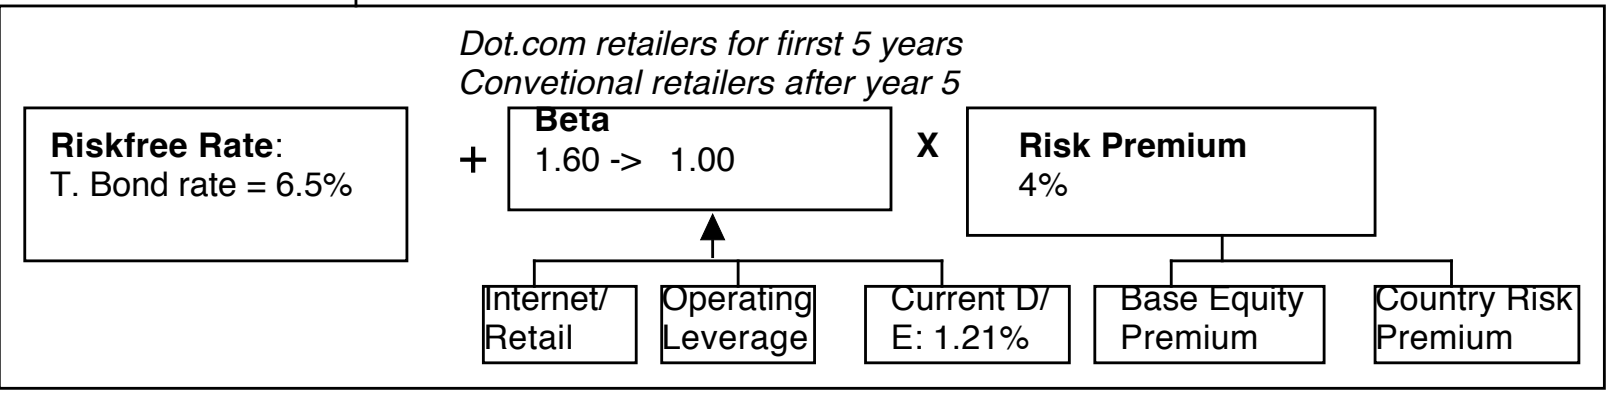 Dot.com retailers for firrst 5 years
Convetional retailers after year 5
Riskfree Rate:
T. Bond rate = 6.5%
+
Beta
1.60 -> 1.00
X
Risk Premium
4%
Internet/
Retail
Operating
Leverage
Current D/
E: 1.21%
Base Equity
Premium
Country Risk
Premium